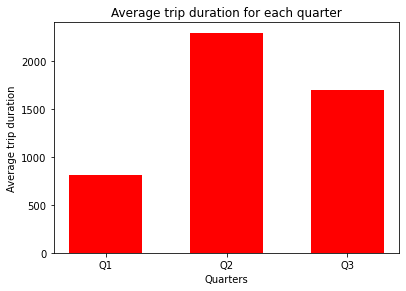 Average trip duration for each quarter
2000
1500
1000
500
0
Average trip duration
Q1 Q2 Q3
Quarters